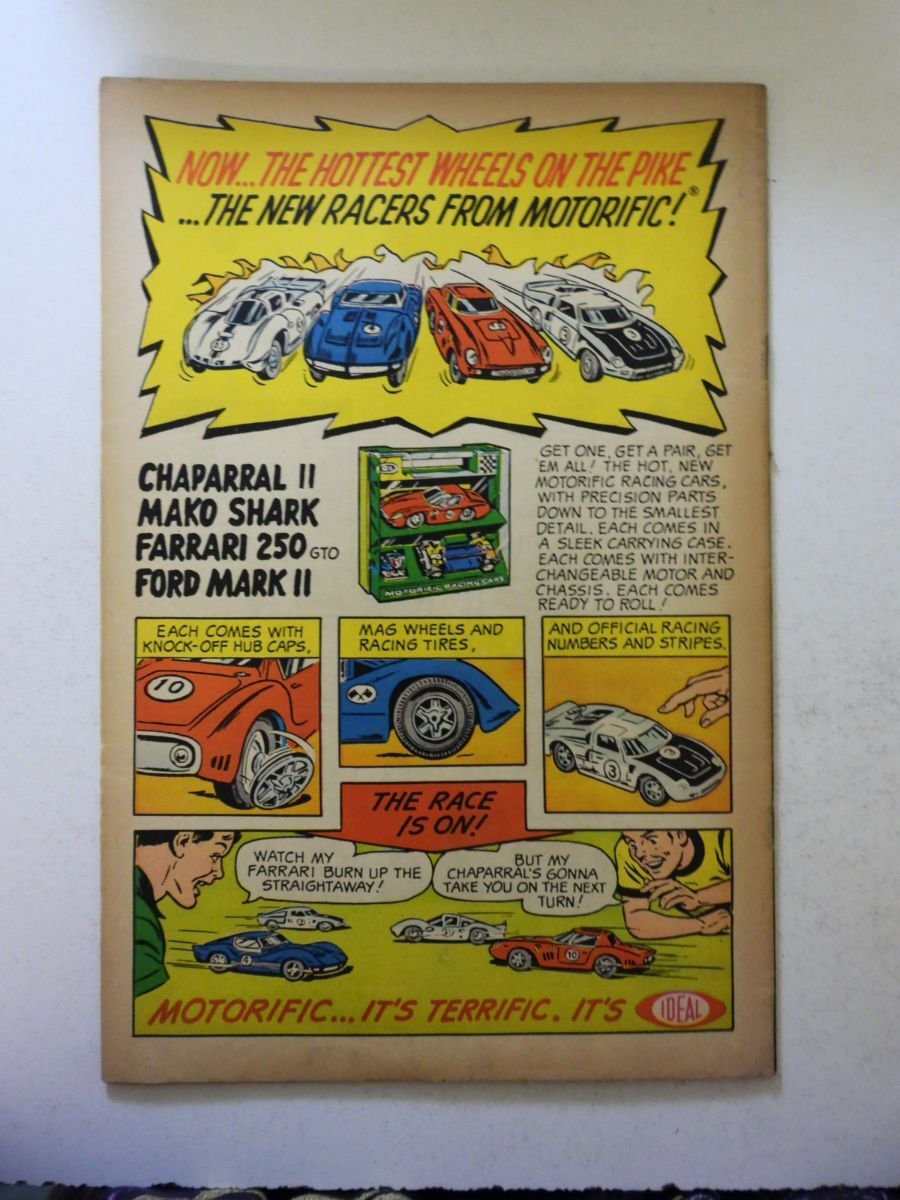 NOW...THE HOTTEST WHEELS ON THE PIKE
...THE NEW RACERS FROM MOTORIFIC!®
CHAPARRAL II
MAKO SHARK
FARRARI 250 GTO
FORD MARK II
MOTORIFIC RACING CARS
GET ONE, GET A PAIR, GET
'EM ALL! THE HOT, NEW
MOTORIFIC RACING CARS,
WITH PRECISION PARTS
DOWN TO THE SMALLEST
DETAIL. EACH COMES IN
A SLEEK CARRYING CASE.
EACH COMES WITH INTER-
CHANGEABLE MOTOR AND
CHASSIS. EACH COMES
READY TO ROLL!
EACH COMES WITH
KNOCK-OFF HUB CAPS,
10
MAG WHEELS AND
RACING TIRES,
AND OFFICIAL RACING
NUMBERS AND STRIPES.
3
THE RACE
IS ON!
WATCH MY
FARRARI BURN UP THE
STRAIGHTAWAY!
BUT MY
CHAPARRAL'S GONNA
TAKE YOU ON THE NEXT
TURN!
4
10
MOTORIFIC... IT'S TERRIFIC. IT'S IDEAL